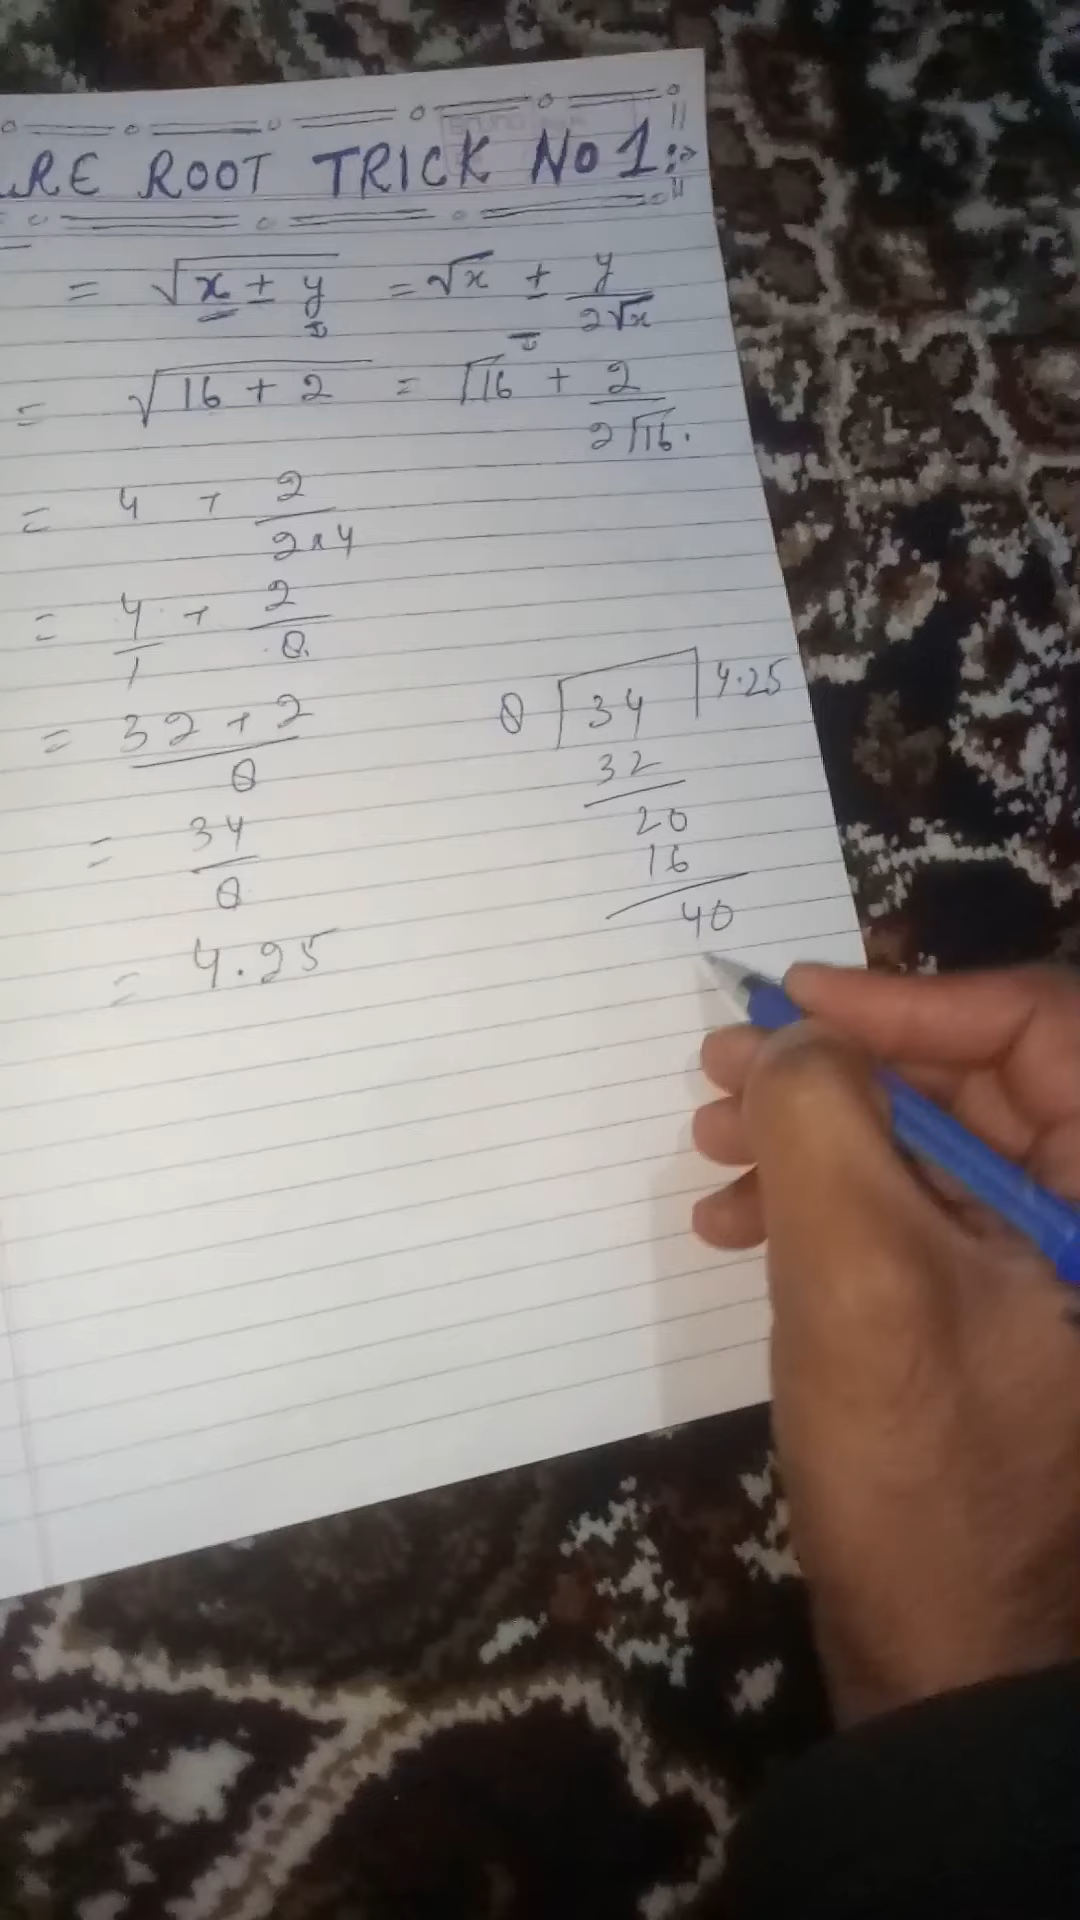 RE ROOT TRICK NO 1:->
= √x ± y = √x ± y/2√x
= √16 + 2 = √16 + 2/2√16.
= 4 + 2/2×4
= 4/1 + 2/8
= 32 + 2/8
= 34/8
= 4.25
8 34 4.25
32
20
16
40